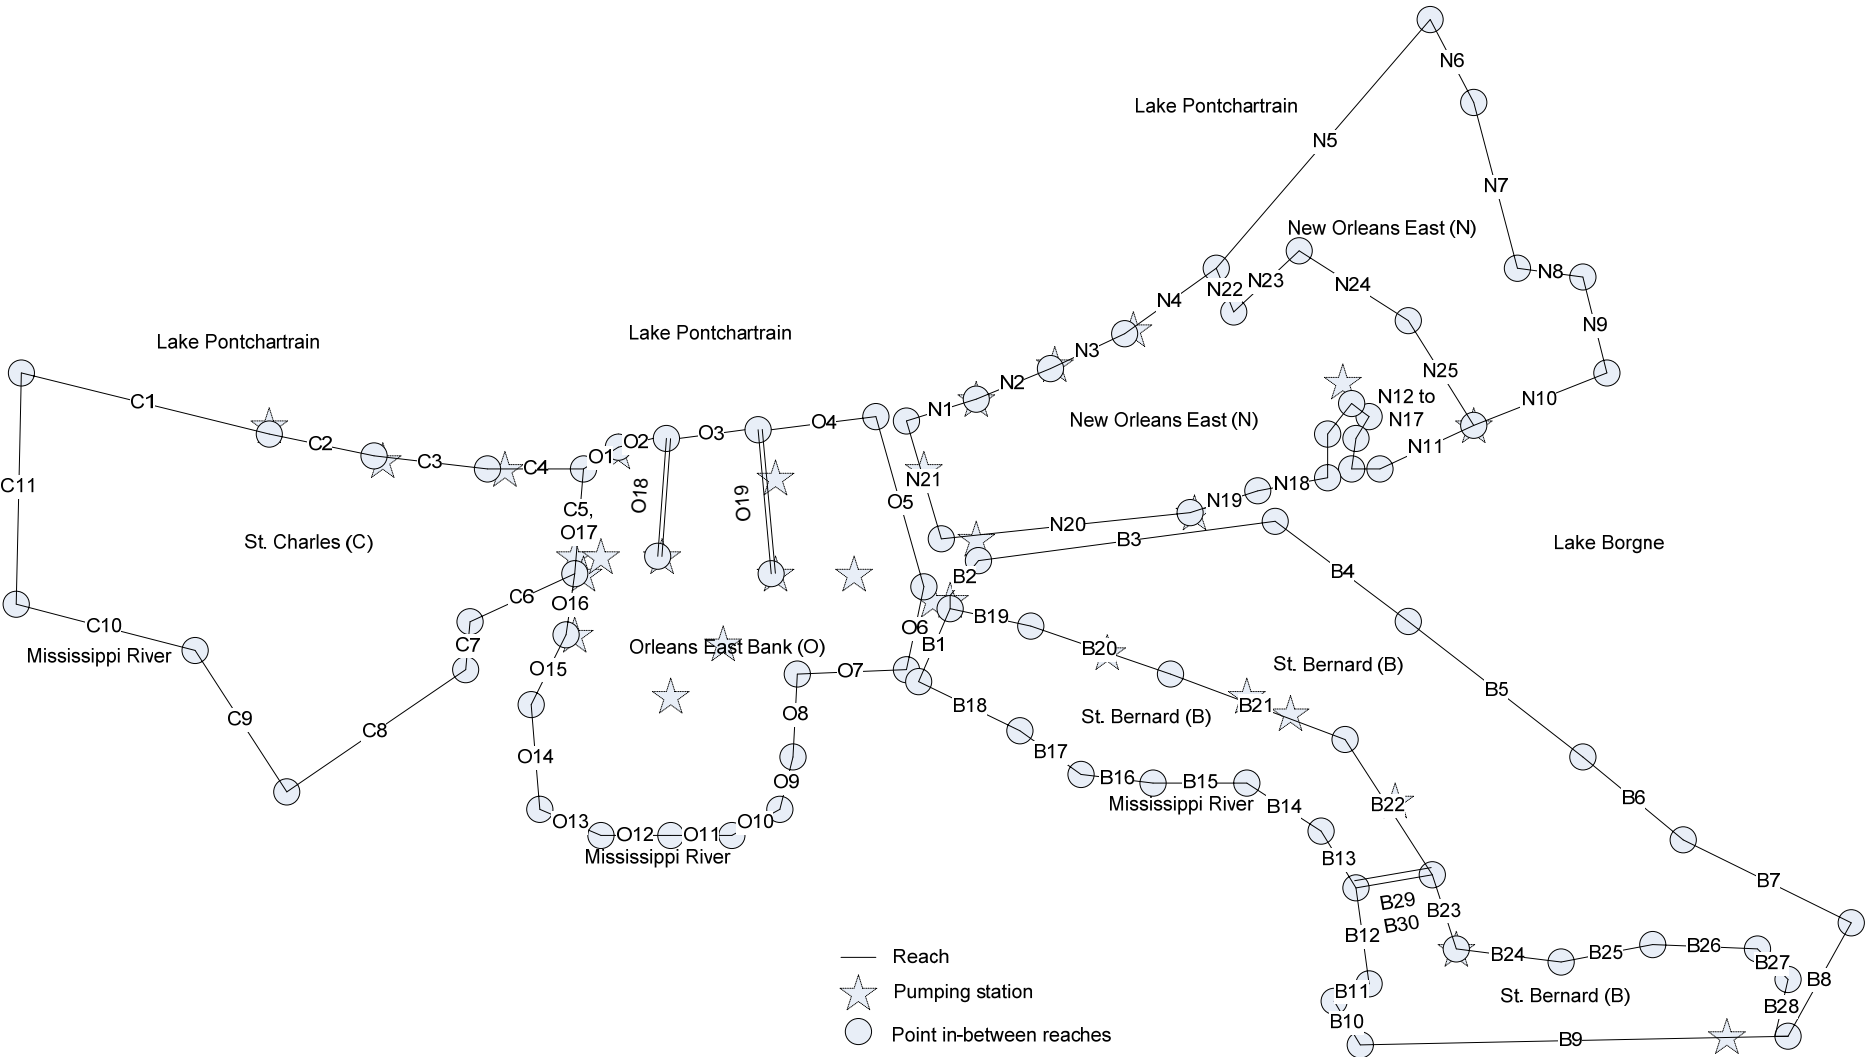 N6
Lake Pontchartrain
N5
N7
New Orleans East (N)
N8
N22
N23
N24
N4
N9
Lake Pontchartrain
Lake Pontchartrain
N3
N25
N2
C1
N1
N12 to
N17
N10
New Orleans East (N)
O4
O3
O2
C2
O1
C3
C4
N11
N21
C11
N18
O18
O19
O5
N19
C5,
O17
N20
St. Charles (C)
B3
Lake Borgne
B4
B2
C6
O16
B19
O6
B1
C10
C7
Orleans East Bank (O)
B20
Mississippi River
St. Bernard (B)
O15
O7
B5
B18
B21
O8
St. Bernard (B)
C9
C8
B17
O14
B16
B15
O9
B6
Mississippi River
B14
B22
O13
O12
O11
O10
Mississippi River
B13
B7
B29
B30
B23
B12
Reach
B24
B25
B26
B27
B8
Pumping station
B11
St. Bernard (B)
B28
B10
Point in-between reaches
B9